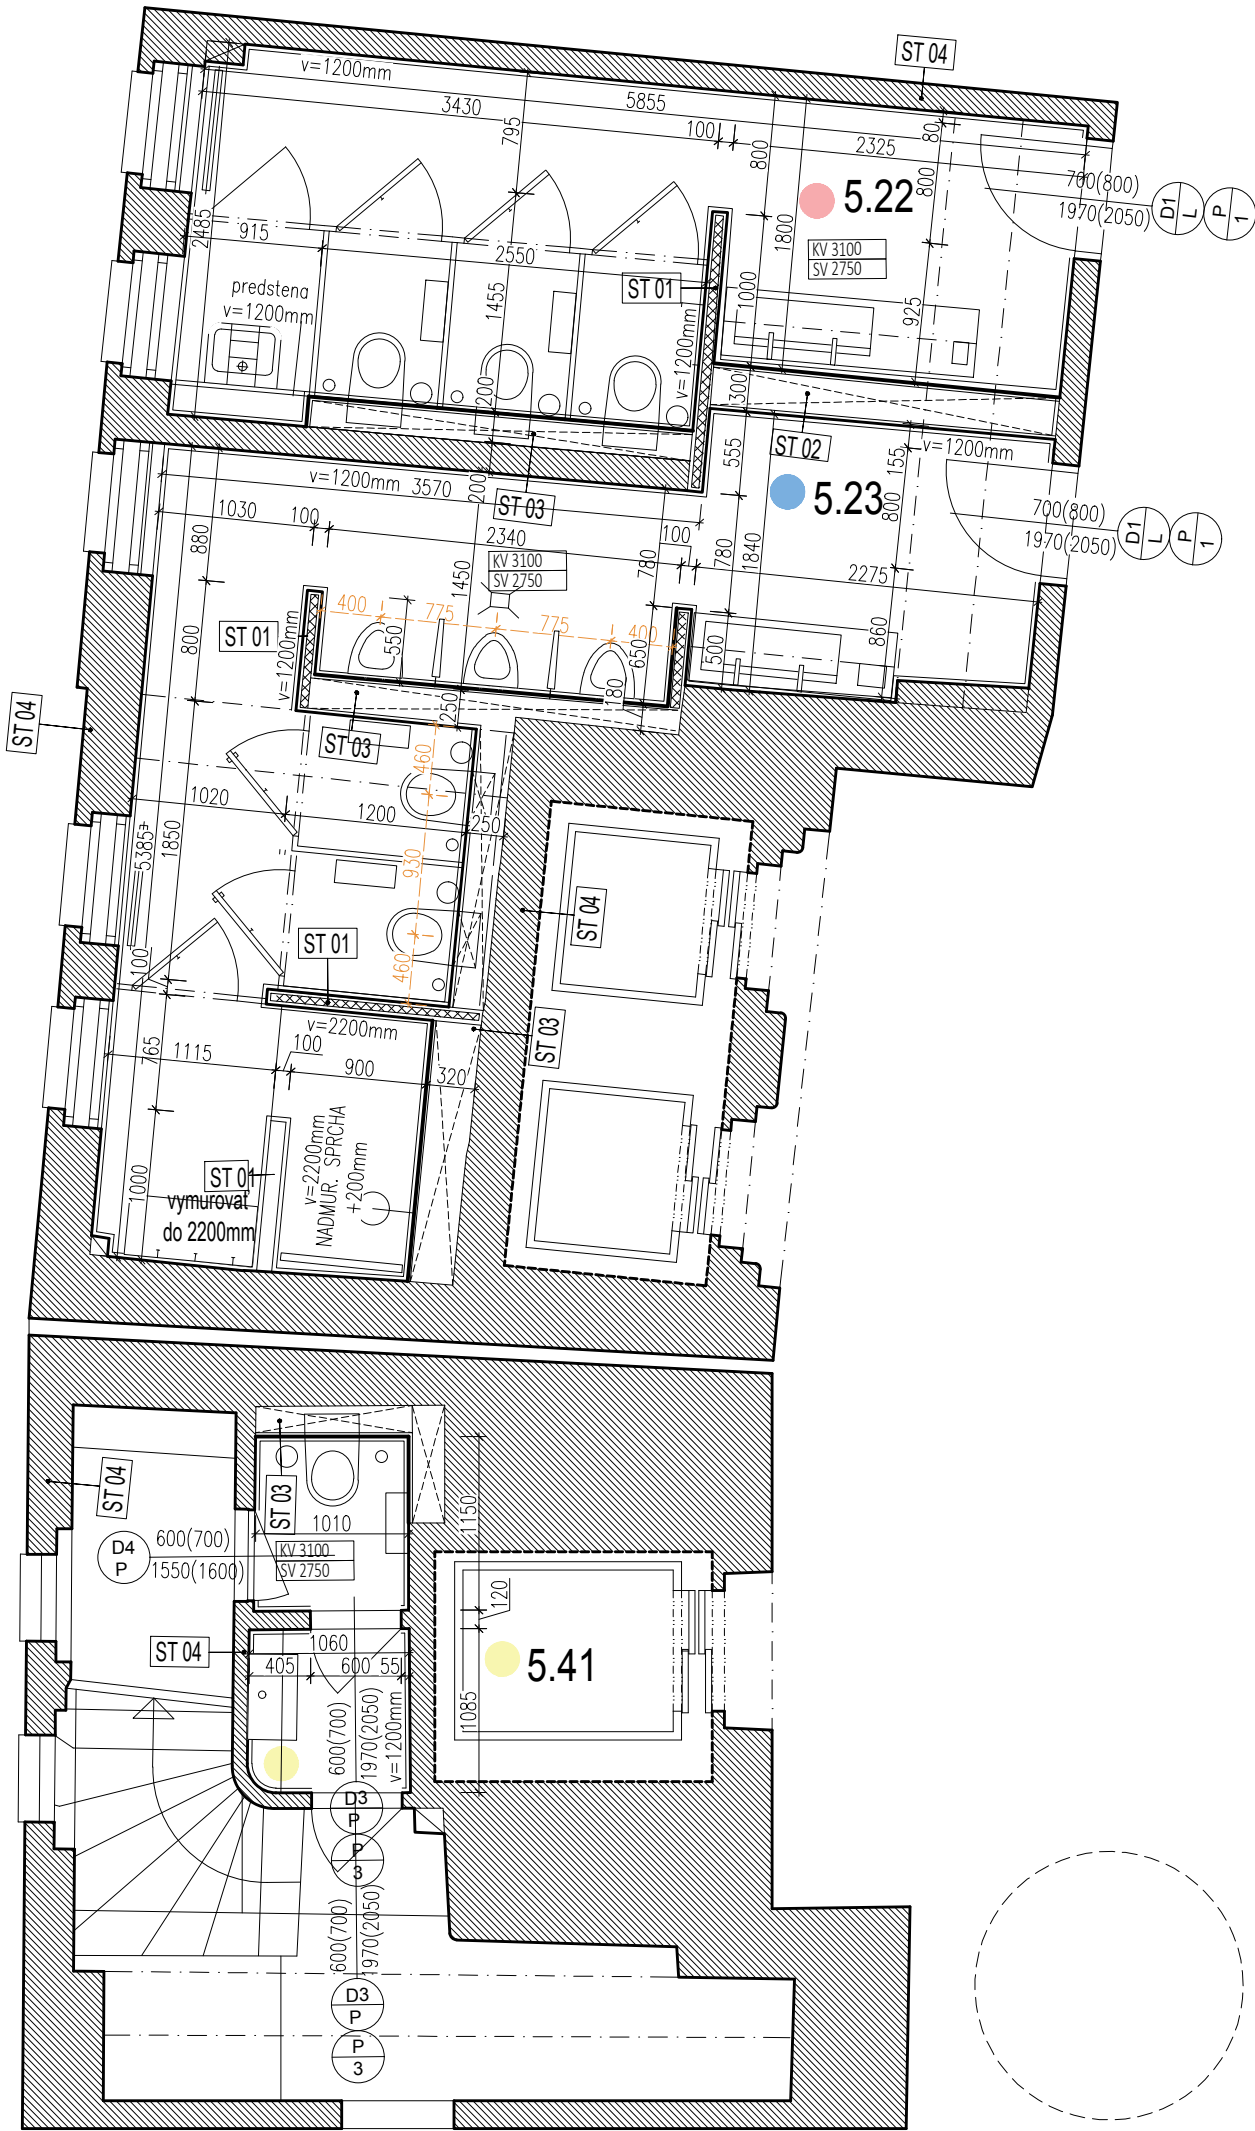 ST 04
v=1200mm
5855
3430
795
100
800
80
2325
800
5.22
700(800)
1970(2050)
D1
L
P
1
2485
915
2550
1800
KV 3100
SV 2750
ST 01
predstena
v=1200mm
1455
1000
925
v=1200mm
200
300
ST 02
v=1200mm
555
155
v=1200mm 3570
200
ST 03
5.23
800
700(800)
1970(2050)
D1
L
P
1
1030
100
2340
100
880
KV 3100
SV 2750
1450
780
780
1840
2275
400
775
775
400
ST 01
v=1200mm
800
550
650
500
860
180
250
ST 04
ST 03
460
1020
1200
250
5385
1850
930
ST 04
ST 01
100
460
v=2200mm
ST 03
765
1115
100
900
320
v=2200mm
NADMUR. SPRCHA
+200mm
ST 01
1000
vymurovať
do 2200mm
ST 04
ST 03
1150
1010
D4
P
600(700)
1550(1600)
KV 3100
SV 2750
120
ST 04
1060
405
600
55
5.41
1085
600(700)
1970(2050)
v=1200mm
D3
P
P
3
600(700)
1970(2050)
D3
P
P
3